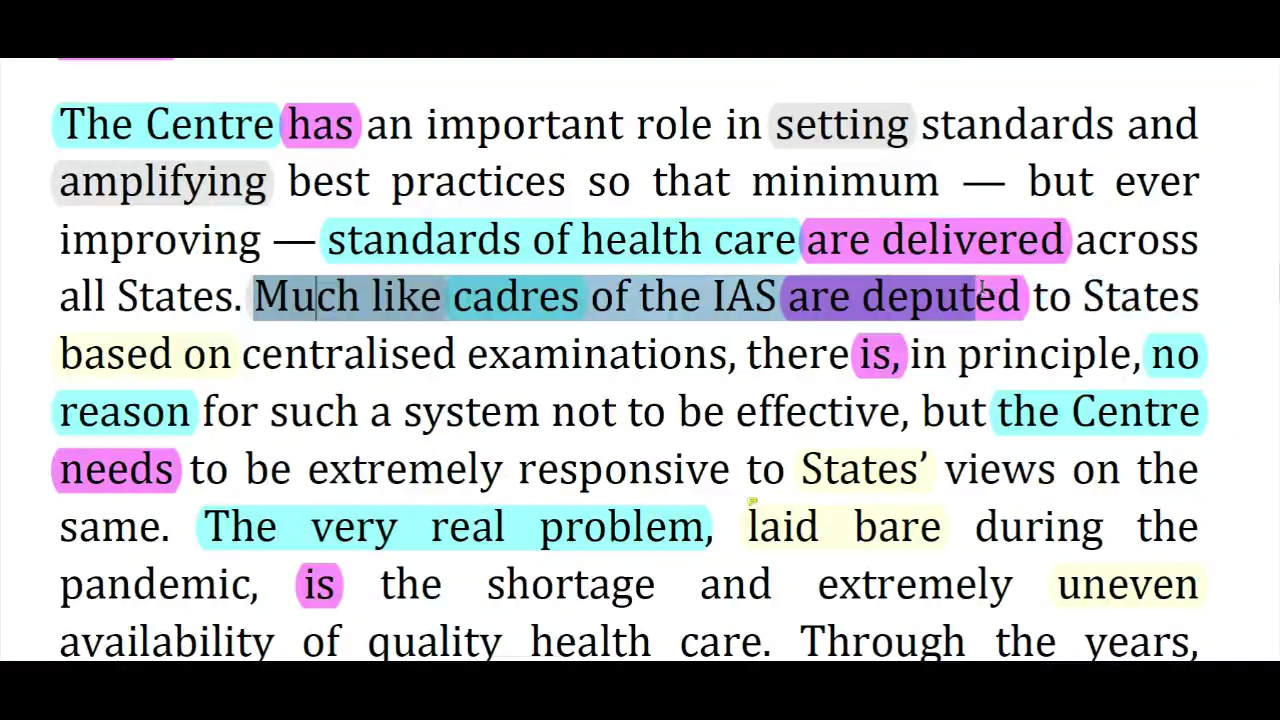 The Centre has an important role in setting standards and
amplifying best practices so that minimum — but ever
improving — standards of health care are delivered across
all States. Much like cadres of the IAS are deputed to States
based on centralised examinations, there is, in principle, no
reason for such a system not to be effective, but the Centre
needs to be extremely responsive to States’ views on the
same. The very real problem, laid bare during the
pandemic, is the shortage and extremely uneven
availability of quality health care. Through the years,